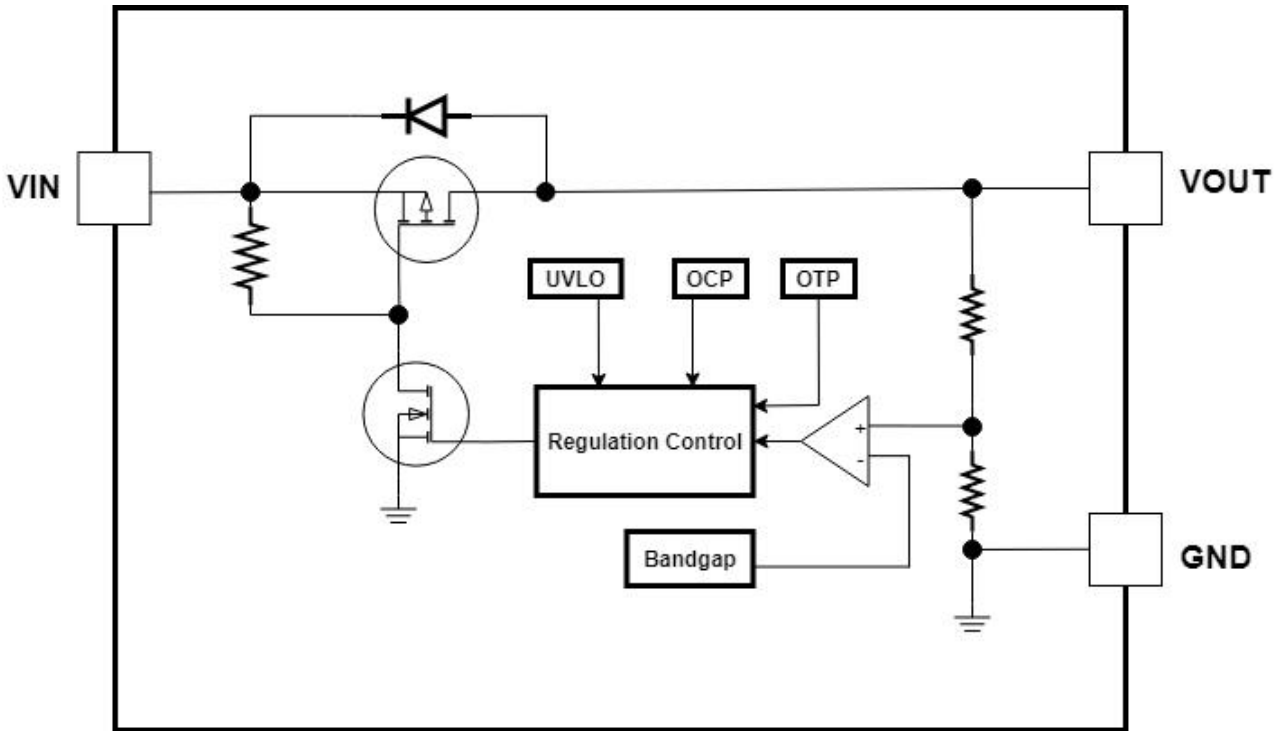 VIN
VOUT
UVLO
OCP
OTP
Regulation Control
+
-
Bandgap
GND